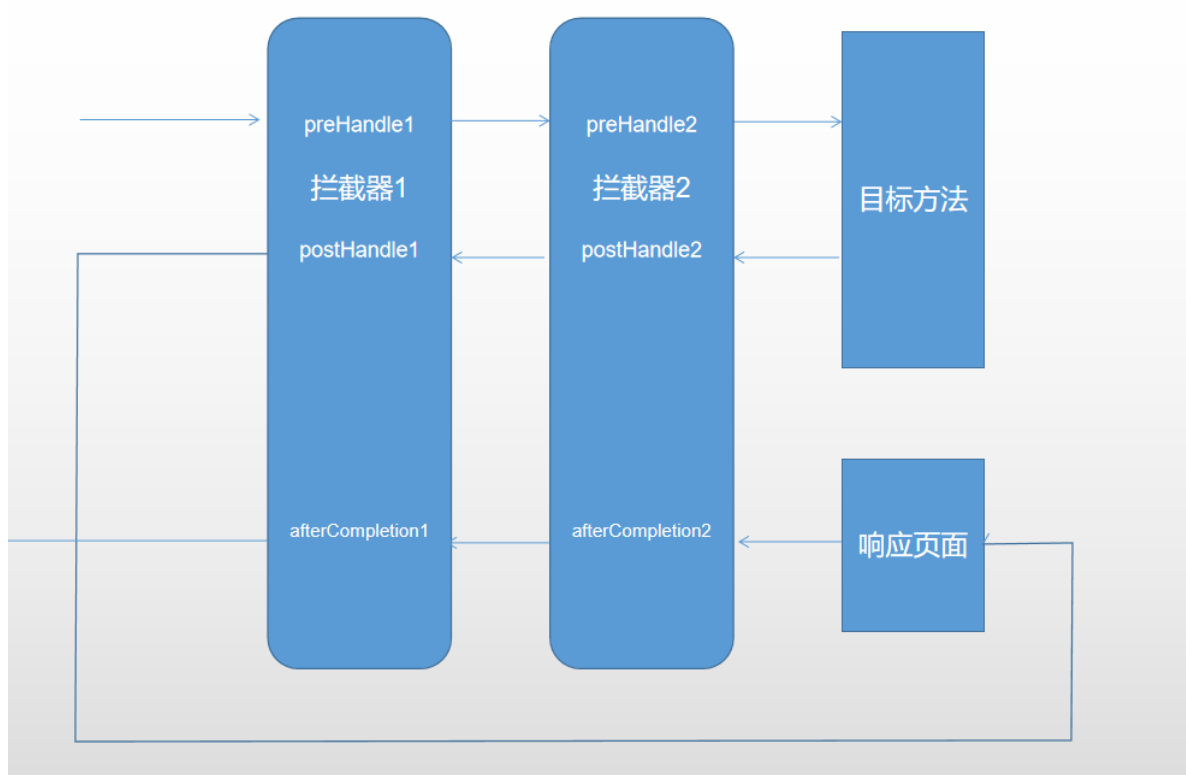 preHandle1
拦截器1
postHandle1
afterCompletion1
preHandle2
拦截器2
postHandle2
afterCompletion2
目标方法
响应页面